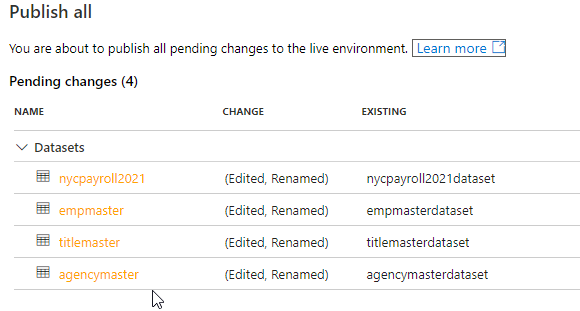 Publish all
You are about to publish all pending changes to the live environment. Learn more
Pending changes (4)
NAME CHANGE EXISTING
Datasets
nycpayroll2021 (Edited, Renamed) nycpayroll2021dataset
empmaster (Edited, Renamed) empmasterdataset
titlemaster (Edited, Renamed) titlemasterdataset
agencymaster (Edited, Renamed) agencymasterdataset